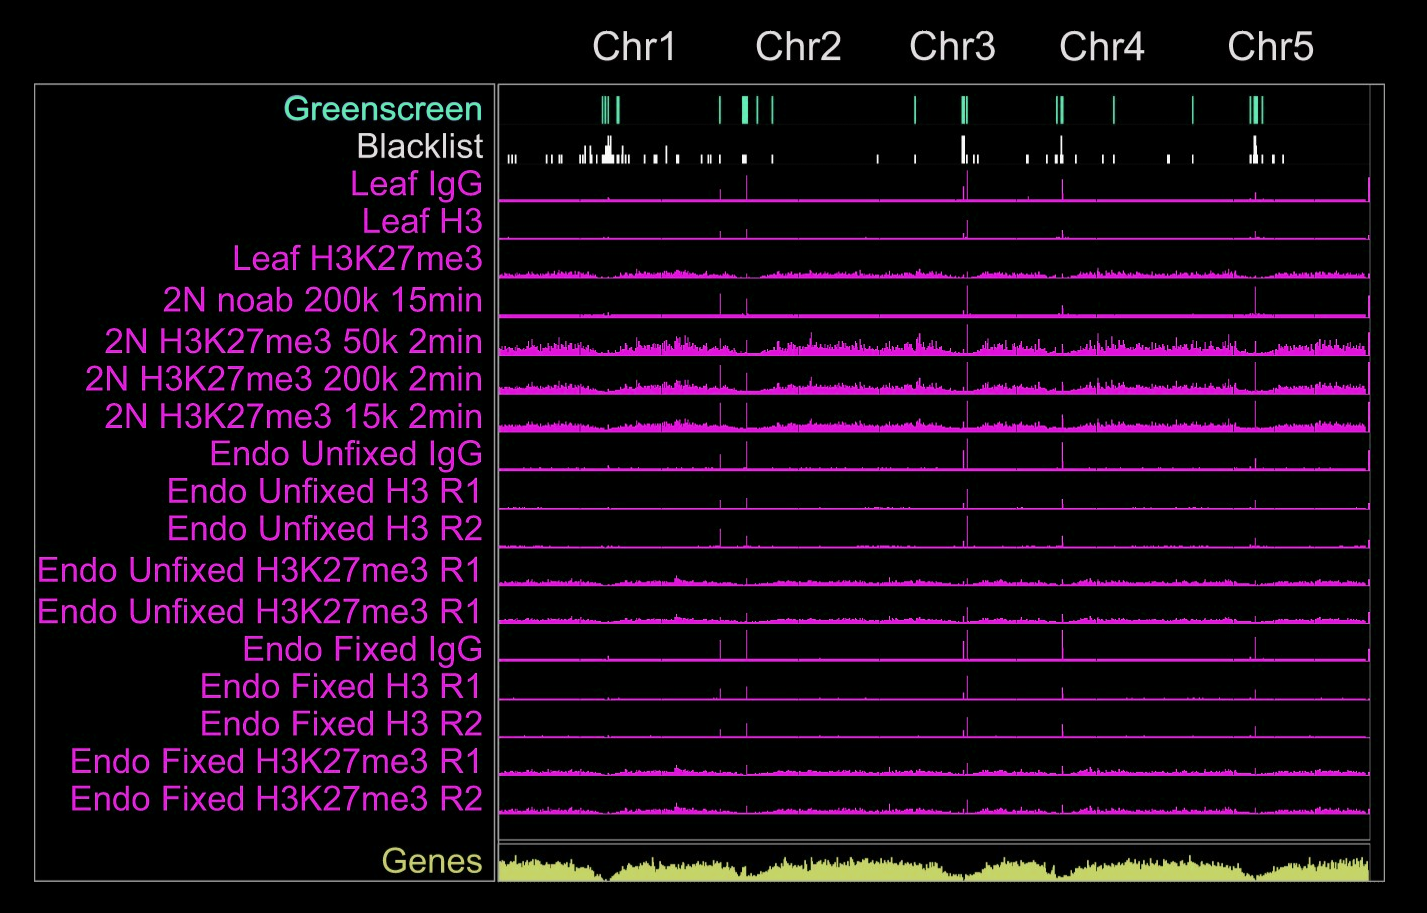 Chr1 Chr2 Chr3 Chr4 Chr5
Greenscreen
Blacklist
Leaf IgG
Leaf H3
Leaf H3K27me3
2N noab 200k 15min
2N H3K27me3 50k 2min
2N H3K27me3 200k 2min
2N H3K27me3 15k 2min
Endo Unfixed IgG
Endo Unfixed H3 R1
Endo Unfixed H3 R2
Endo Unfixed H3K27me3 R1
Endo Unfixed H3K27me3 R1
Endo Fixed IgG
Endo Fixed H3 R1
Endo Fixed H3 R2
Endo Fixed H3K27me3 R1
Endo Fixed H3K27me3 R2
Genes